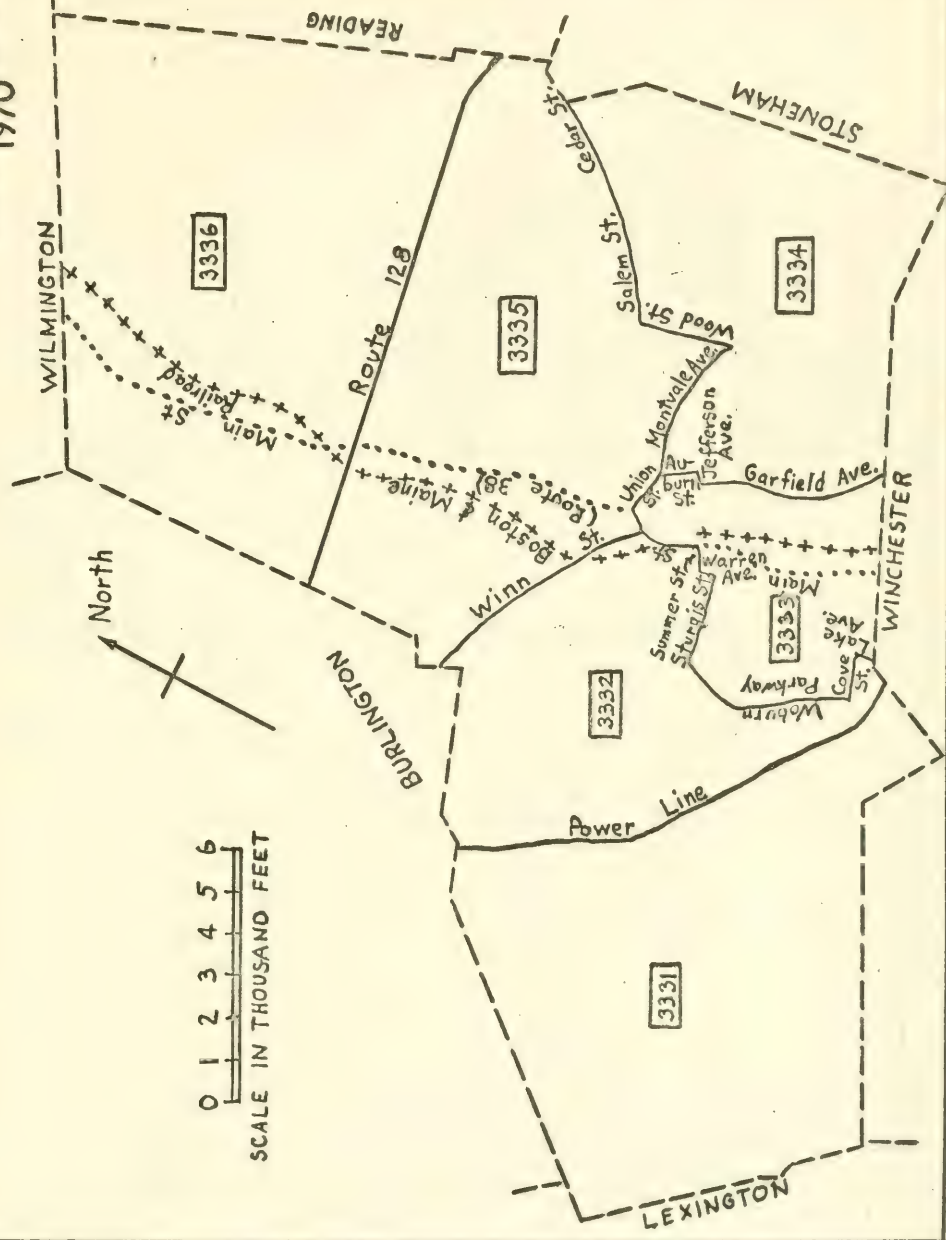 1970
READING
WILMINGTON
3336
Main St
Railroad
Route 128
North
BURLINGTON
3335
Cedar St.
Salem St.
STONEHAM
Wood St.
3334
Montvale Ave.
Jefferson Ave.
Union St.
Auburn St.
Garfield Ave.
Boston & Maine
(Route 38)
Winn St.
St.
Warren Ave.
Main
Summer St.
Sturgis St.
3333
Lake Ave.
WINCHESTER
Cove St.
Woburn Parkway
3332
Power Line
0 1 2 3 4 5 6
SCALE IN THOUSAND FEET
3331
LEXINGTON